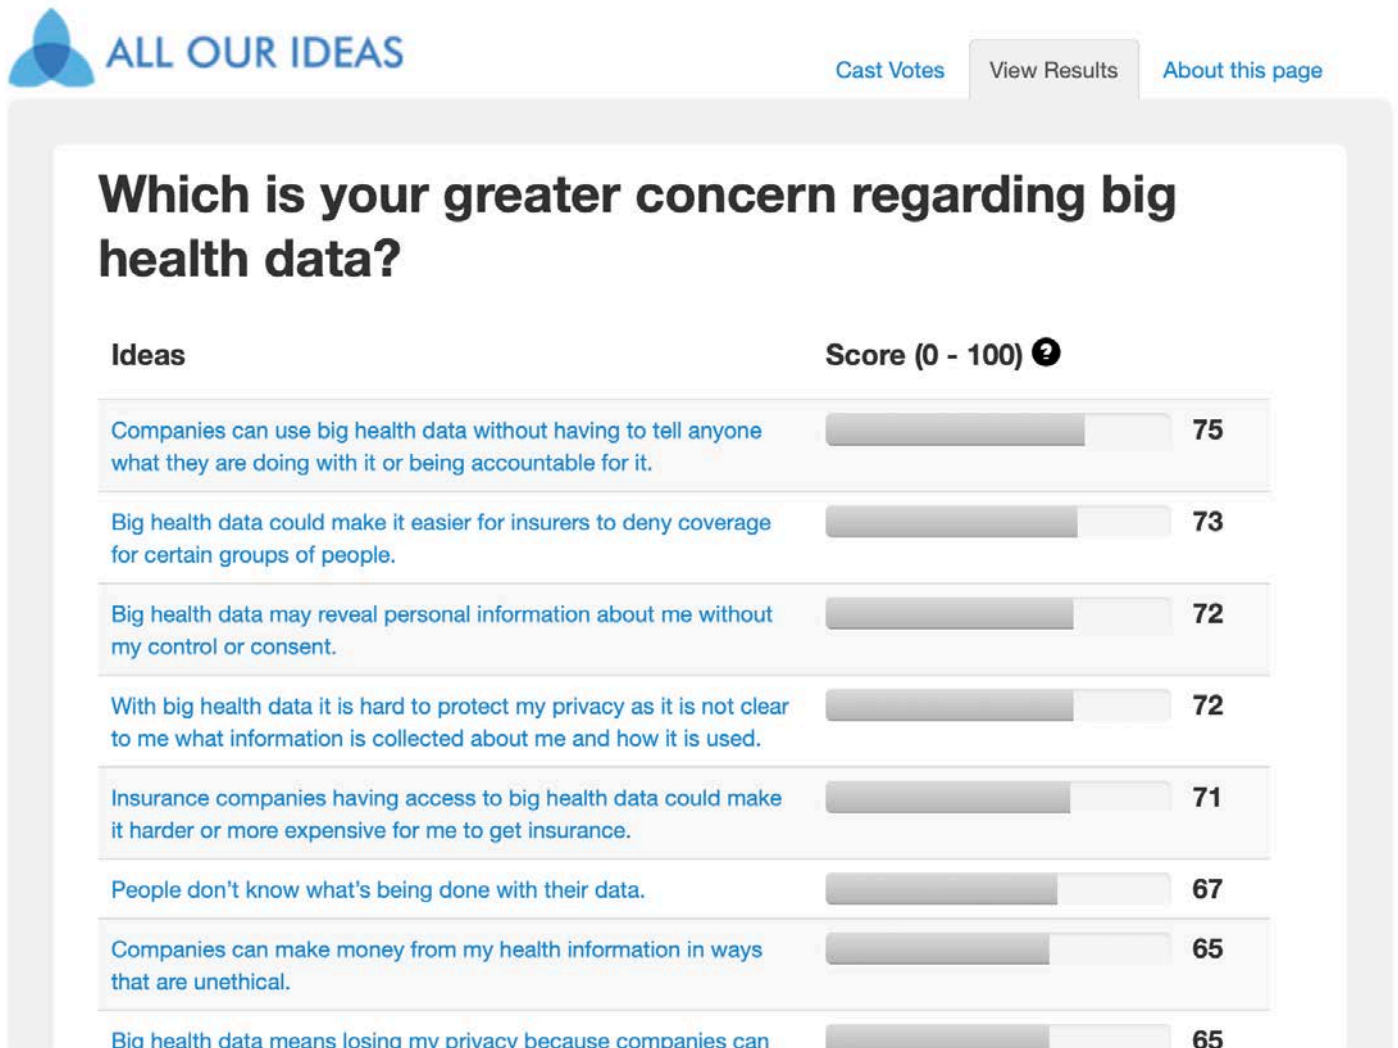 ALL OUR IDEAS
Cast Votes
View Results
About this page
Which is your greater concern regarding big
health data?
Ideas
Score (0 - 100) ?
Companies can use big health data without having to tell anyone
what they are doing with it or being accountable for it.
75
Big health data could make it easier for insurers to deny coverage
for certain groups of people.
73
Big health data may reveal personal information about me without
my control or consent.
72
With big health data it is hard to protect my privacy as it is not clear
to me what information is collected about me and how it is used.
72
Insurance companies having access to big health data could make
it harder or more expensive for me to get insurance.
71
People don't know what's being done with their data.
67
Companies can make money from my health information in ways
that are unethical.
65
Big health data means losing my privacy because companies can
65